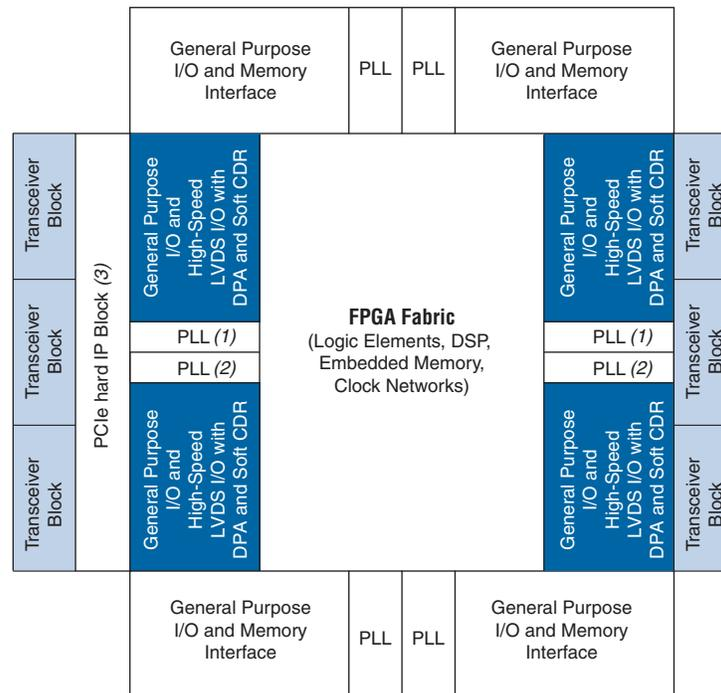 General Purpose
I/O and Memory
Interface
PLL
PLL
General Purpose
I/O and Memory
Interface
Transceiver
Block
Transceiver
Block
Transceiver
Block
PCIe hard IP Block (3)
General Purpose
I/O and
High-Speed
LVDS I/O with
DPA and Soft CDR
PLL (1)
PLL (2)
General Purpose
I/O and
High-Speed
LVDS I/O with
DPA and Soft CDR
FPGA Fabric
(Logic Elements, DSP,
Embedded Memory,
Clock Networks)
General Purpose
I/O and
High-Speed
LVDS I/O with
DPA and Soft CDR
PLL (1)
PLL (2)
General Purpose
I/O and
High-Speed
LVDS I/O with
DPA and Soft CDR
Transceiver
Block
Transceiver
Block
Transceiver
Block
General Purpose
I/O and Memory
Interface
PLL
PLL
General Purpose
I/O and Memory
Interface